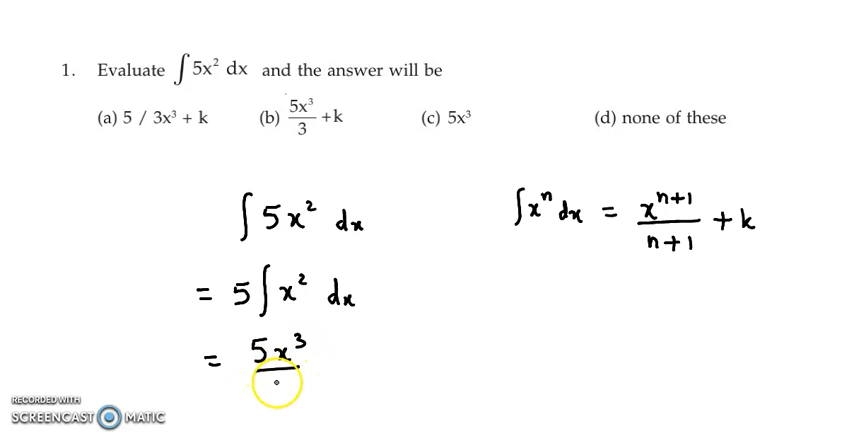 1. Evaluate ∫ 5x² dx and the answer will be
(a) 5 / 3x³ + k (b) 5x³/3 +k (c) 5x³ (d) none of these
∫ 5x² dx
∫xⁿ dx = xⁿ⁺¹/n+1 + k
= 5∫x² dx
= 5x³
RECORDED WITH
SCREENCAST MATIC